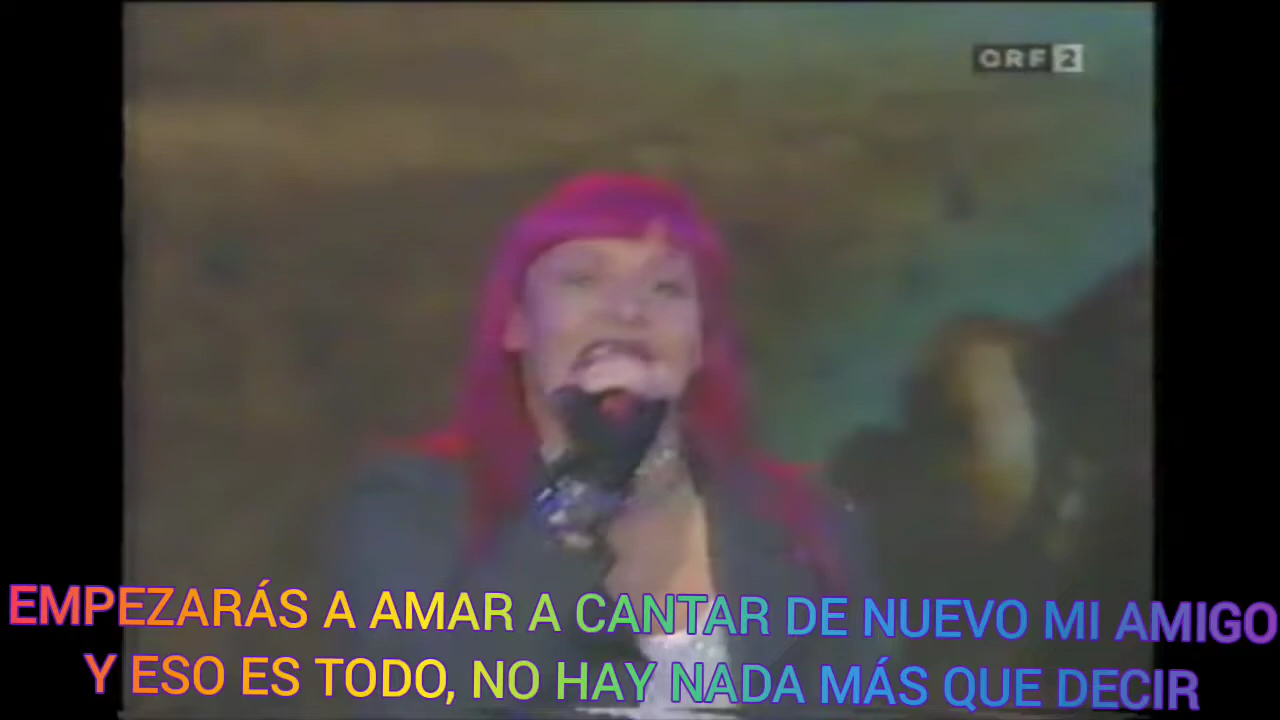 ORF 2
EMPEZARÁS A AMAR A CANTAR DE NUEVO MI AMIGO
Y ESO ES TODO, NO HAY NADA MÁS QUE DECIR